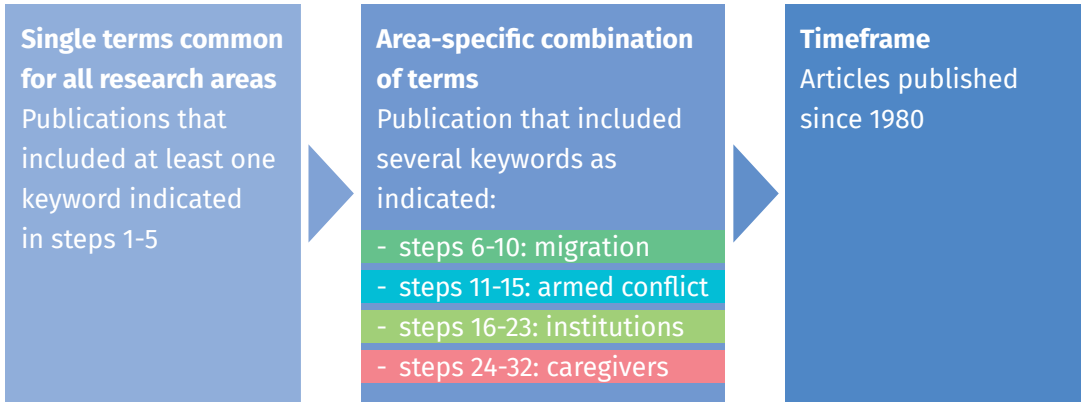 Single terms common
for all research areas
Publications that
included at least one
keyword indicated
in steps 1-5
Area-specific combination
of terms
Publication that included
several keywords as
indicated:
- steps 6-10: migration
- steps 11-15: armed conflict
- steps 16-23: institutions
- steps 24-32: caregivers
Timeframe
Articles published
since 1980